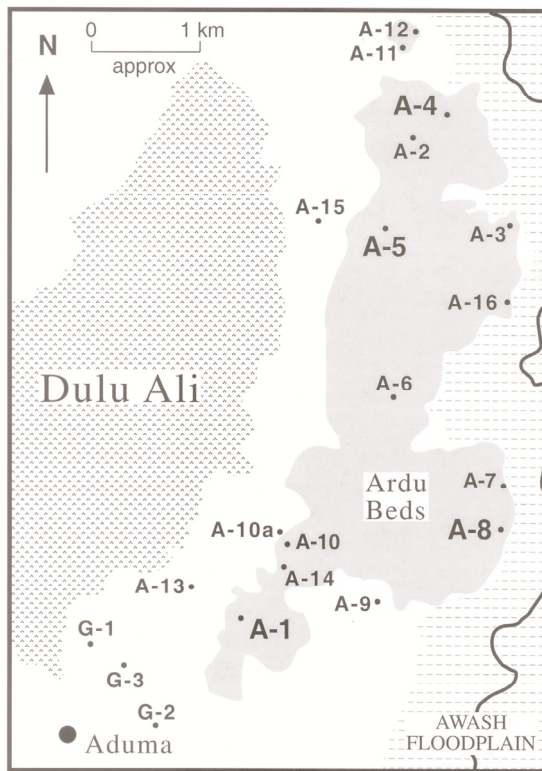 N
0 1 km
approx
A-12
A-11
A-4
A-2
A-15
A-5
A-3
A-16
Dulu Ali
A-6
Ardu
Beds
A-7
A-8
A-10a
A-10
A-14
A-13
A-9
A-1
G-1
G-3
G-2
Aduma
AWASH
FLOODPLAIN